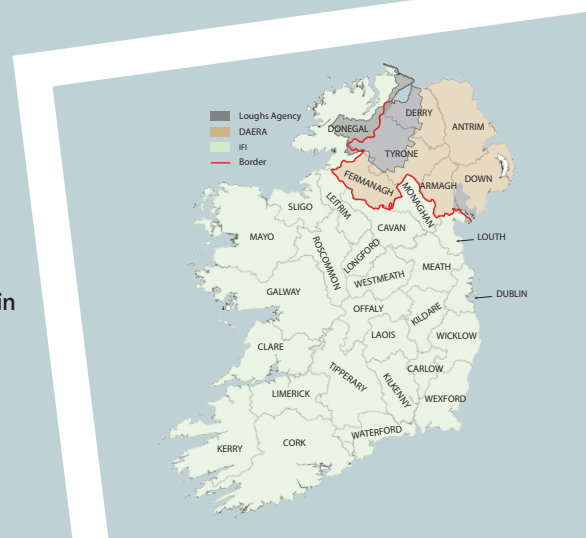 in
Loughs Agency
DAERA
IFI
Border
DERRY
ANTRIM
DONEGAL
TYRONE
FERMANAGH
ARMAGH
DOWN
MONAGHAN
SLIGO
LEITRIM
CAVAN
LOUTH
MAYO
ROSCOMMON
LONGFORD
MEATH
WESTMEATH
GALWAY
DUBLIN
OFFALY
KILDARE
LAOIS
WICKLOW
CLARE
CARLOW
TIPPERARY
KILKENNY
LIMERICK
WEXFORD
WATERFORD
KERRY
CORK